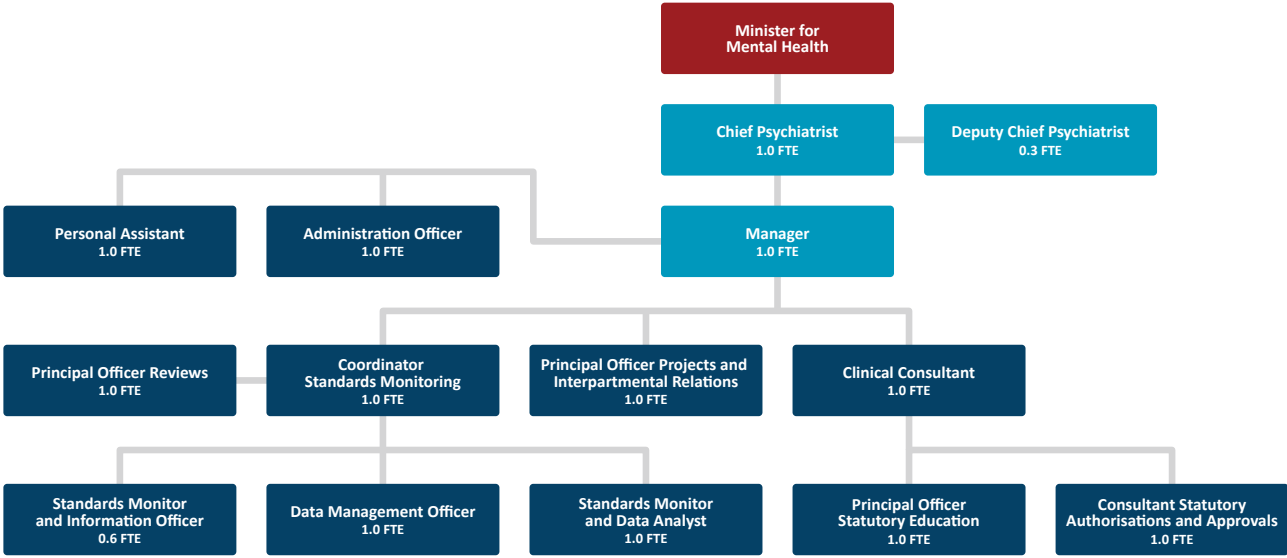 Minister for
Mental Health
Chief Psychiatrist
1.0 FTE
Deputy Chief Psychiatrist
0.3 FTE
Personal Assistant
1.0 FTE
Administration Officer
1.0 FTE
Manager
1.0 FTE
Principal Officer Reviews
1.0 FTE
Coordinator
Standards Monitoring
1.0 FTE
Principal Officer Projects and
Interpartmental Relations
1.0 FTE
Clinical Consultant
1.0 FTE
Standards Monitor
and Information Officer
0.6 FTE
Data Management Officer
1.0 FTE
Standards Monitor
and Data Analyst
1.0 FTE
Principal Officer
Statutory Education
1.0 FTE
Consultant Statutory
Authorisations and Approvals
1.0 FTE